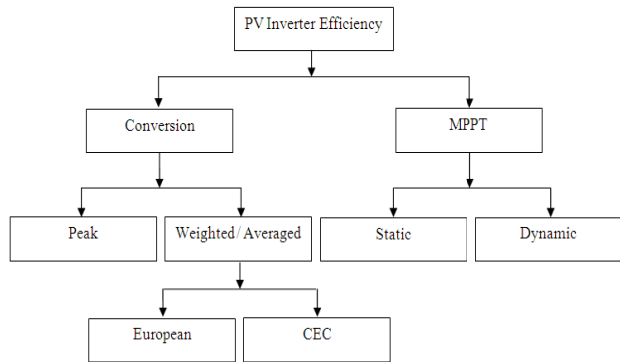 PV Inverter Efficiency
Conversion
MPPT
Peak
Weighted/Averaged
Static
Dynamic
European
CEC